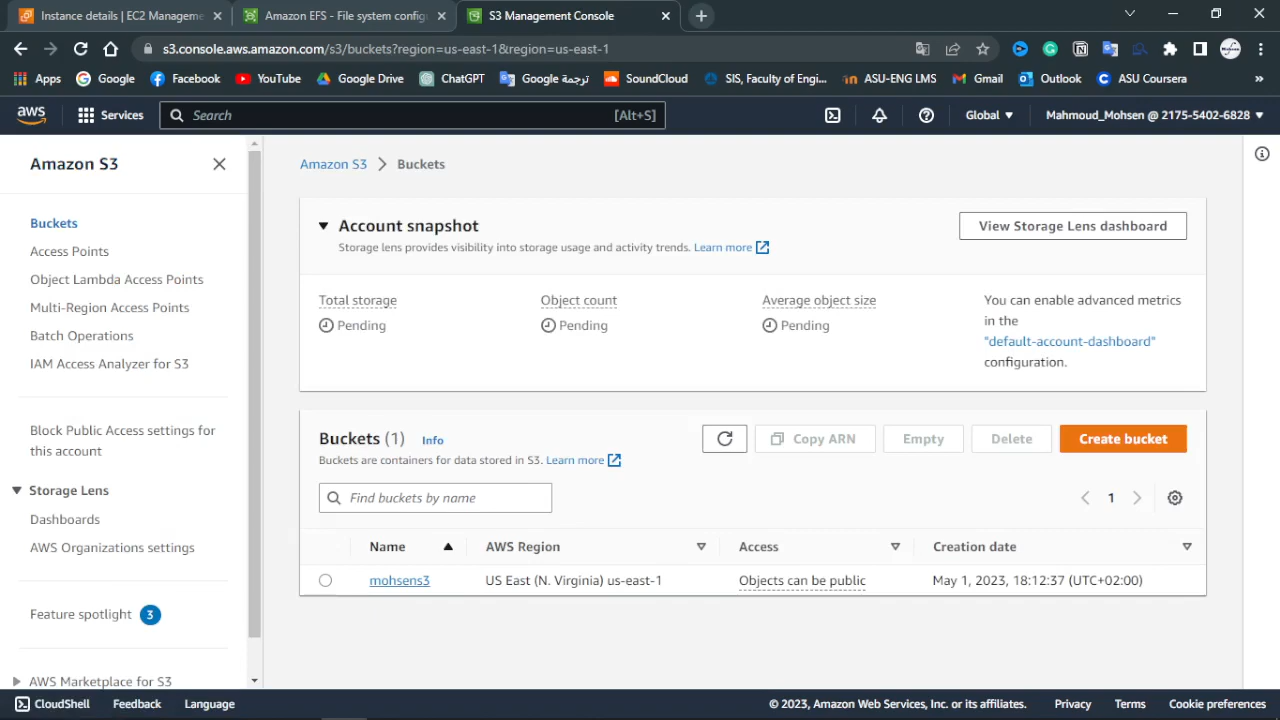 Instance details | EC2 Manageme
Amazon EFS - File system config
S3 Management Console
s3.console.aws.amazon.com/s3/buckets?region=us-east-1&region=us-east-1
Apps
Google
Facebook
YouTube
Google Drive
ChatGPT
ترجمة Google
SoundCloud
SIS, Faculty of Engi...
ASU-ENG LMS
Gmail
Outlook
ASU Coursera
»
aws
Services
Search
[Alt+S]
Global
Mahmoud_Mohsen @ 2175-5402-6828
Amazon S3
Buckets
Access Points
Object Lambda Access Points
Multi-Region Access Points
Batch Operations
IAM Access Analyzer for S3
Block Public Access settings for
this account
Storage Lens
Dashboards
AWS Organizations settings
Feature spotlight 3
AWS Marketplace for S3
Amazon S3 > Buckets
Account snapshot
Storage lens provides visibility into storage usage and activity trends. Learn more
View Storage Lens dashboard
Total storage
Pending
Object count
Pending
Average object size
Pending
You can enable advanced metrics
in the
"default-account-dashboard"
configuration.
Buckets (1) Info
Buckets are containers for data stored in S3. Learn more
Copy ARN
Empty
Delete
Create bucket
Find buckets by name
1
Name AWS Region Access Creation date
mohsens3 US East (N. Virginia) us-east-1 Objects can be public May 1, 2023, 18:12:37 (UTC+02:00)
CloudShell Feedback Language © 2023, Amazon Web Services, Inc. or its affiliates. Privacy Terms Cookie preferences